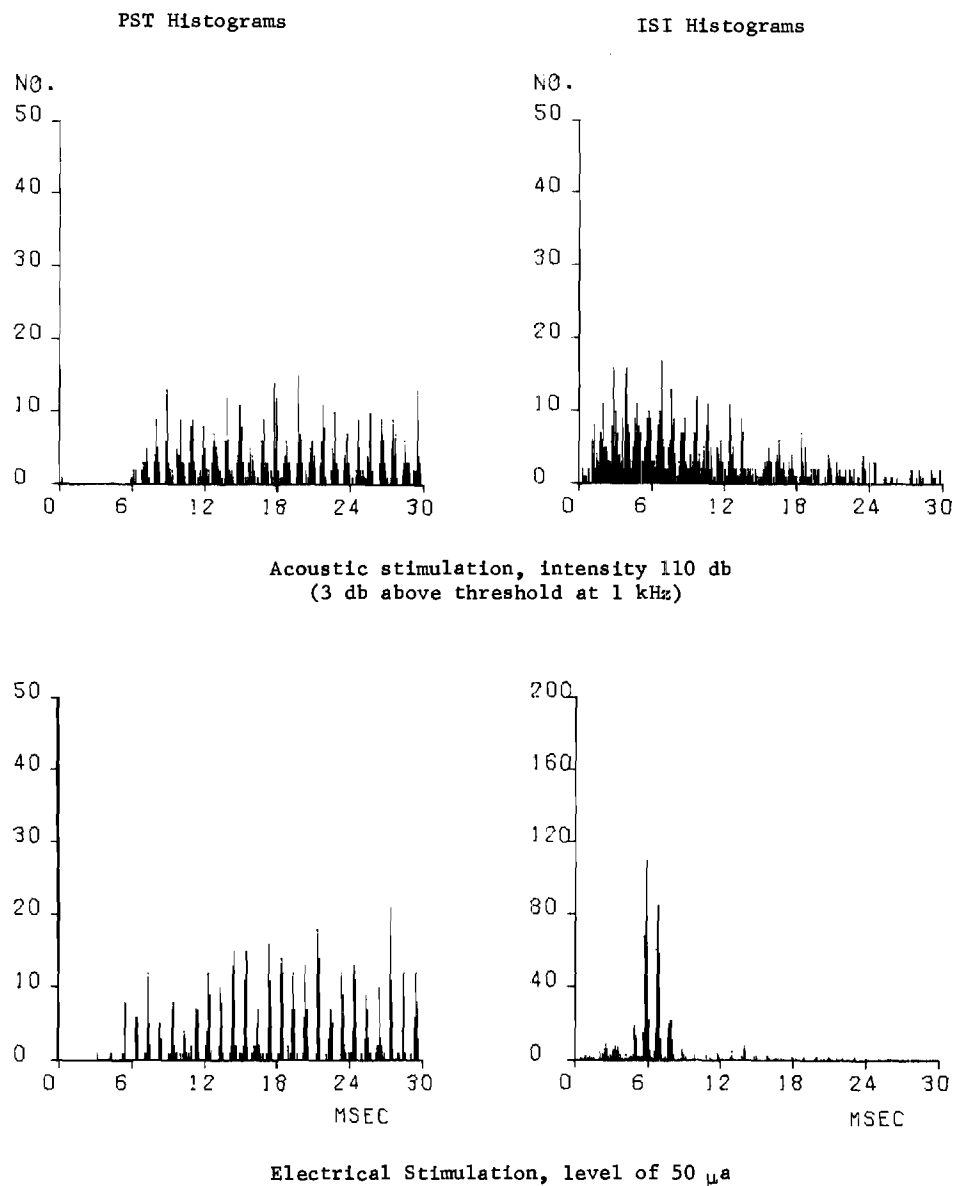 PST Histograms
ISI Histograms
NO.
50
40
30
20
10
0
0 6 12 18 24 30
NO.
50
40
30
20
10
0
0 6 12 18 24 30
Acoustic stimulation, intensity 110 db
(3 db above threshold at 1 kHz)
50
40
30
20
10
0
0 6 12 18 24 30
MSEC
200
160
120
80
40
0
0 6 12 18 24 30
MSEC
Electrical Stimulation, level of 50 μa